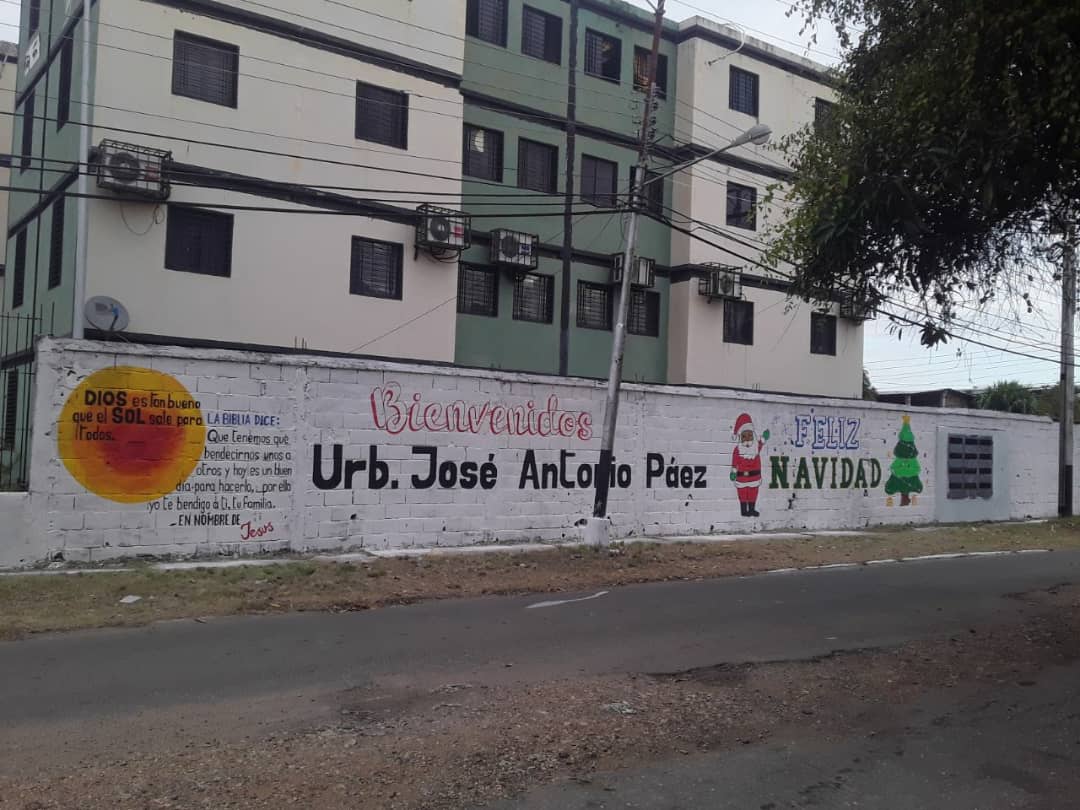 DIOS es tan bueno
que el SOL sale para
todos.
LA BIBLIA DICE:
Que tenemos que
bendecirnos unos a
otros y hoy es un buen
día para hacerlo, por ello
yo te bendigo a ti, tu familia.
EN NOMBRE DE
Jesus
Bienvenidos
Urb. José Antonio Páez
FELIZ
NAVIDAD